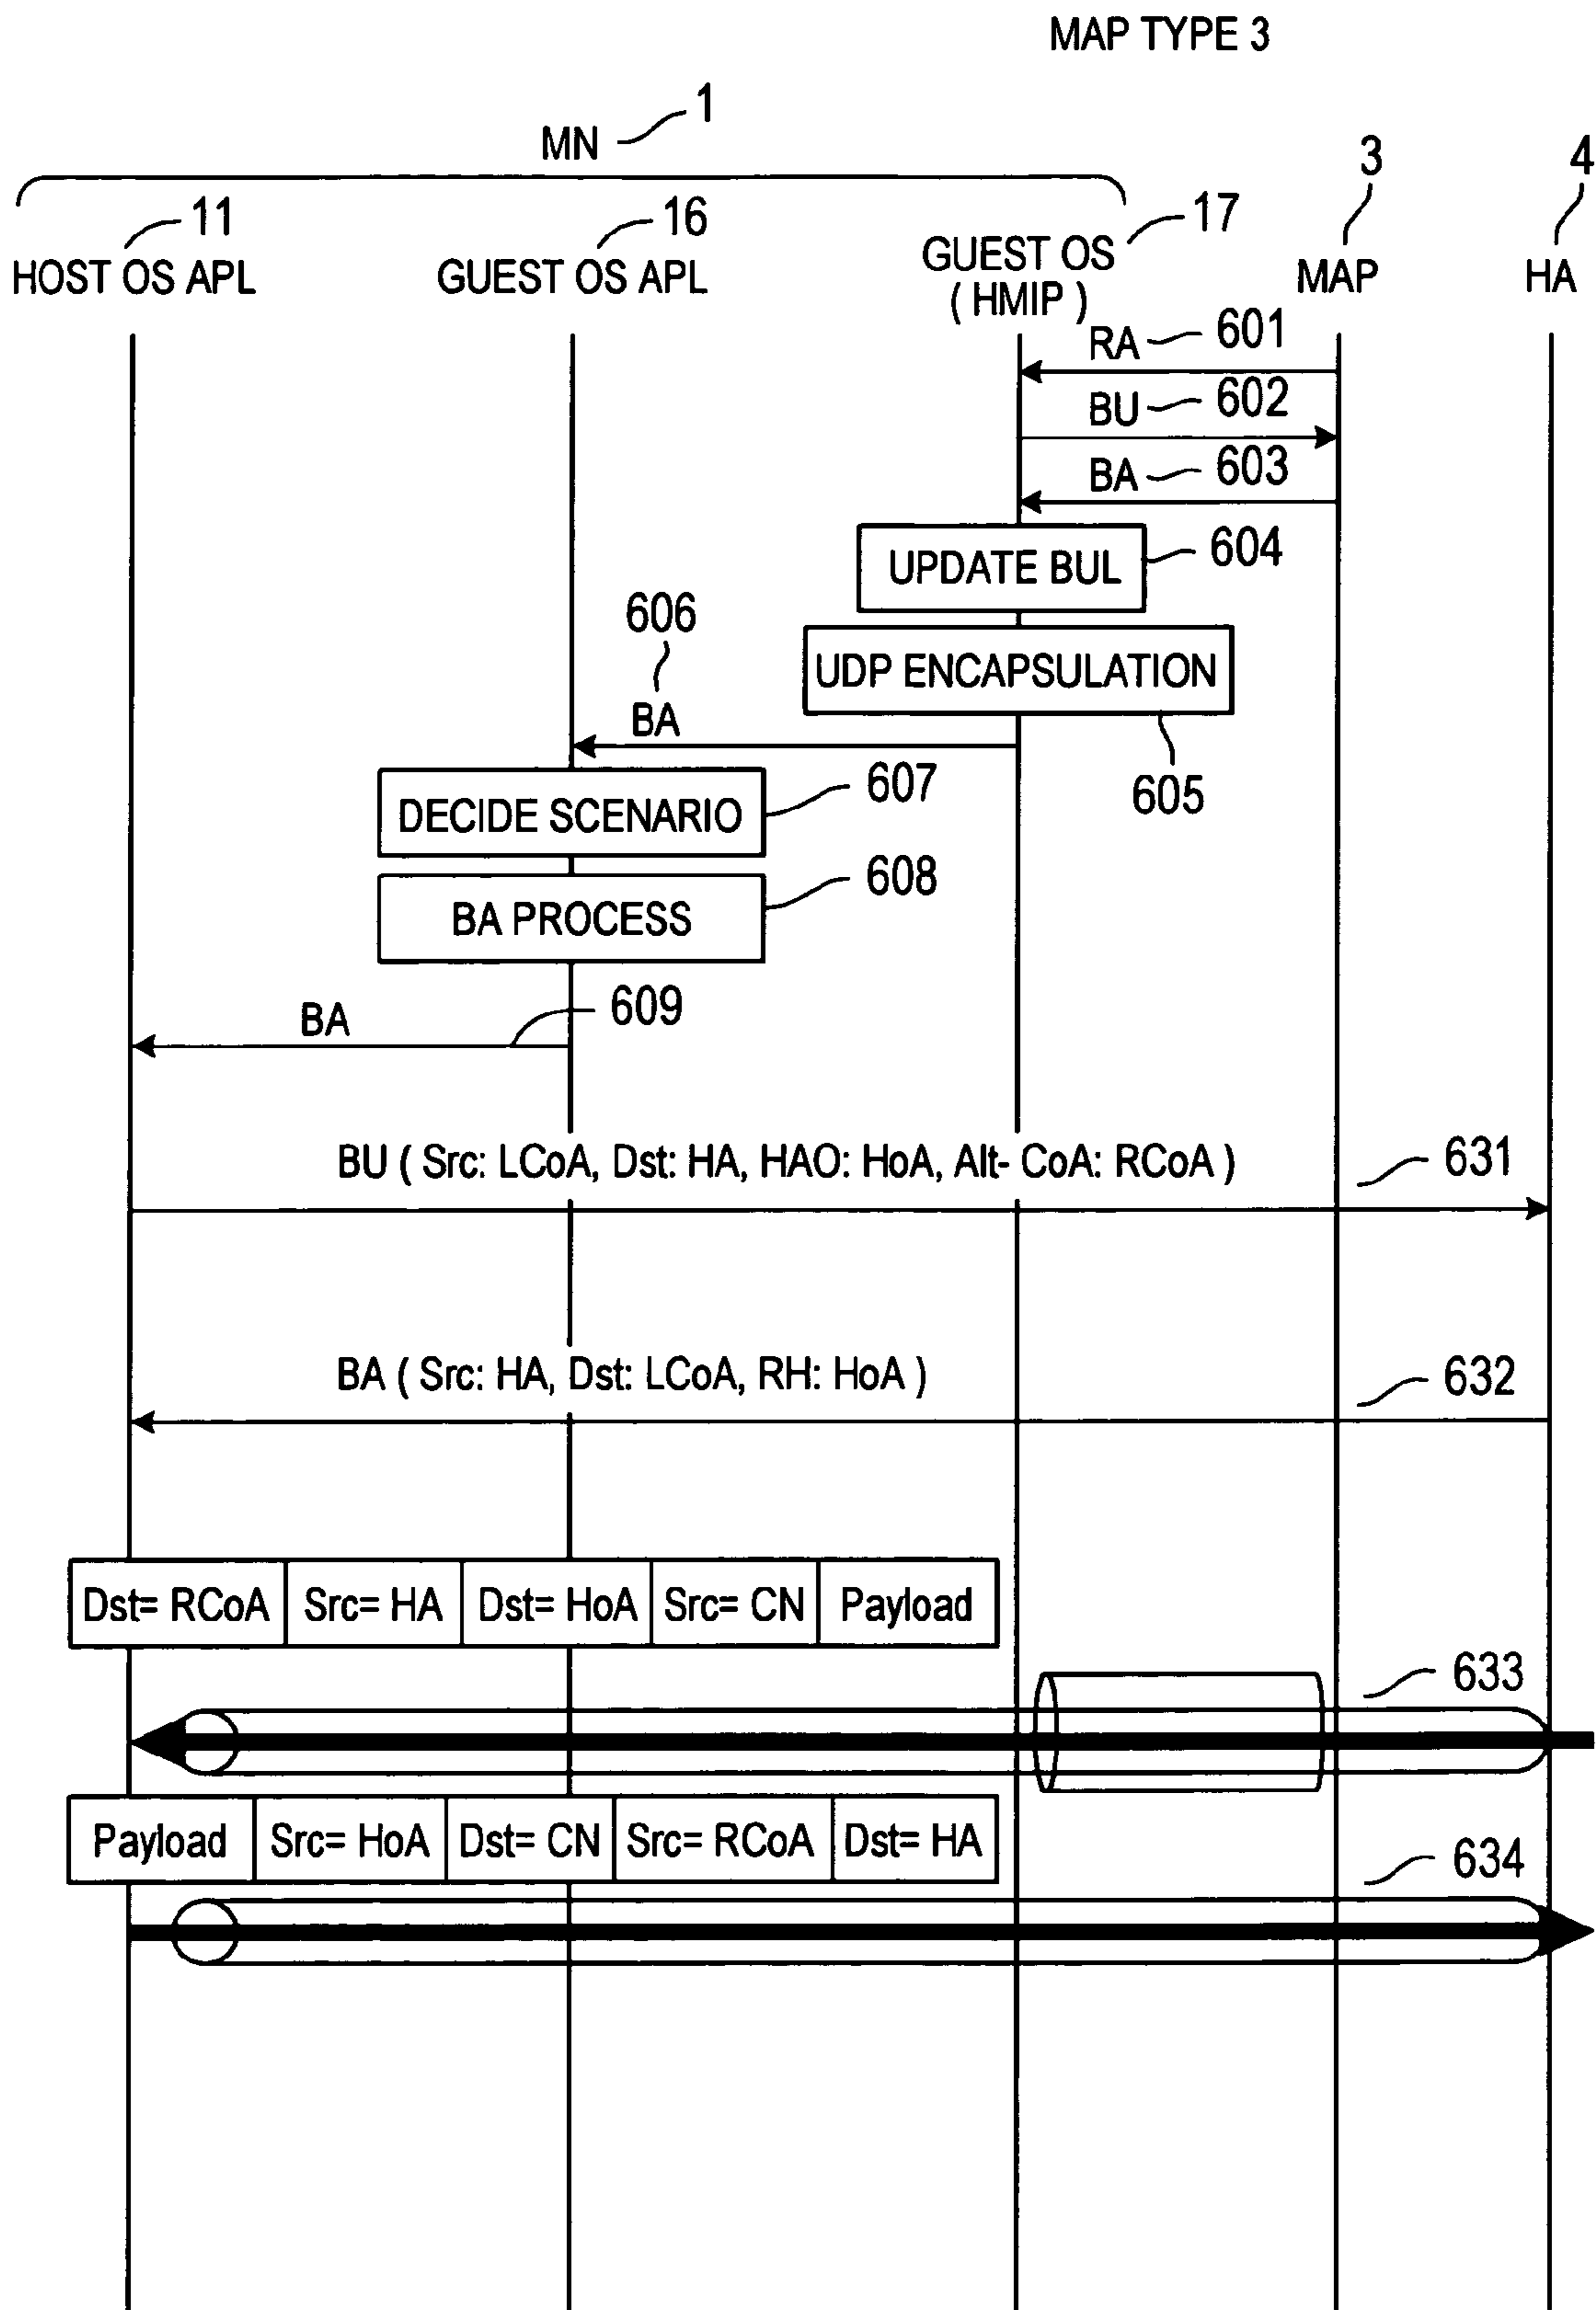 MAP TYPE 3
1
MN
3
4
11
16
17
HOST OS APL
GUEST OS APL
GUEST OS
( HMIP )
MAP
HA
RA
601
BU
602
BA
603
UPDATE BUL
604
606
UDP ENCAPSULATION
BA
605
DECIDE SCENARIO
607
BA PROCESS
608
BA
609
BU ( Src: LCoA, Dst: HA, HAO: HoA, Alt- CoA: RCoA )
631
BA ( Src: HA, Dst: LCoA, RH: HoA )
632
Dst= RCoA Src= HA Dst= HoA Src= CN Payload
633
Payload Src= HoA Dst= CN Src= RCoA Dst= HA
634